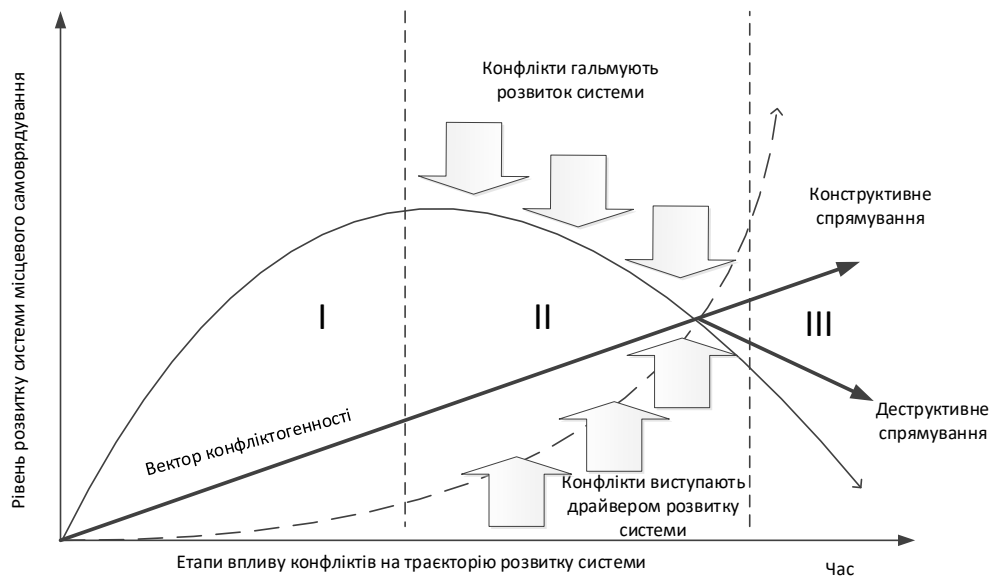 Рівень розвитку системи місцевого самоврядування
Конфлікти гальмують
розвиток системи
Конструктивне
спрямування
I
II
III
Вектор конфліктогенності
Деструктивне
спрямування
Конфлікти виступають
драйвером розвитку
системи
Етапи впливу конфліктів на траєкторію розвитку системи
Час